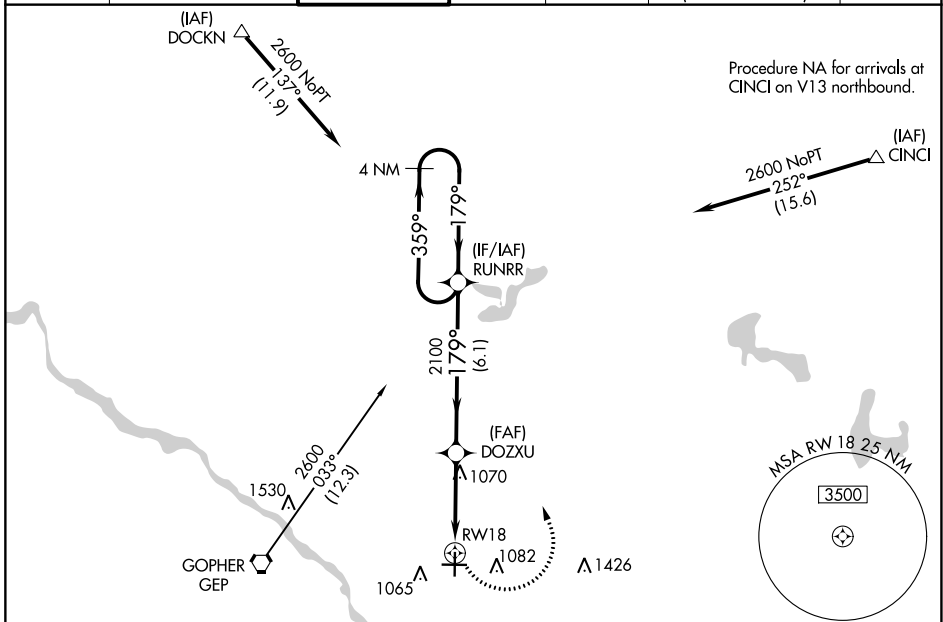 (IAF)
DOCKN
2600 NoPT
137°
(11.9)
Procedure NA for arrivals at
CINCI on V13 northbound.
(IAF)
CINCI
2600 NoPT
252°
(15.6)
4 NM
359°
179°
(IF/IAF)
RUNRR
2100
179°
(6.1)
(FAF)
DOZXU
1070
2600
033°
(12.3)
1530
GOPHER
GEP
RW18
1082
1426
1065
MSA RW 18 25 NM
3500